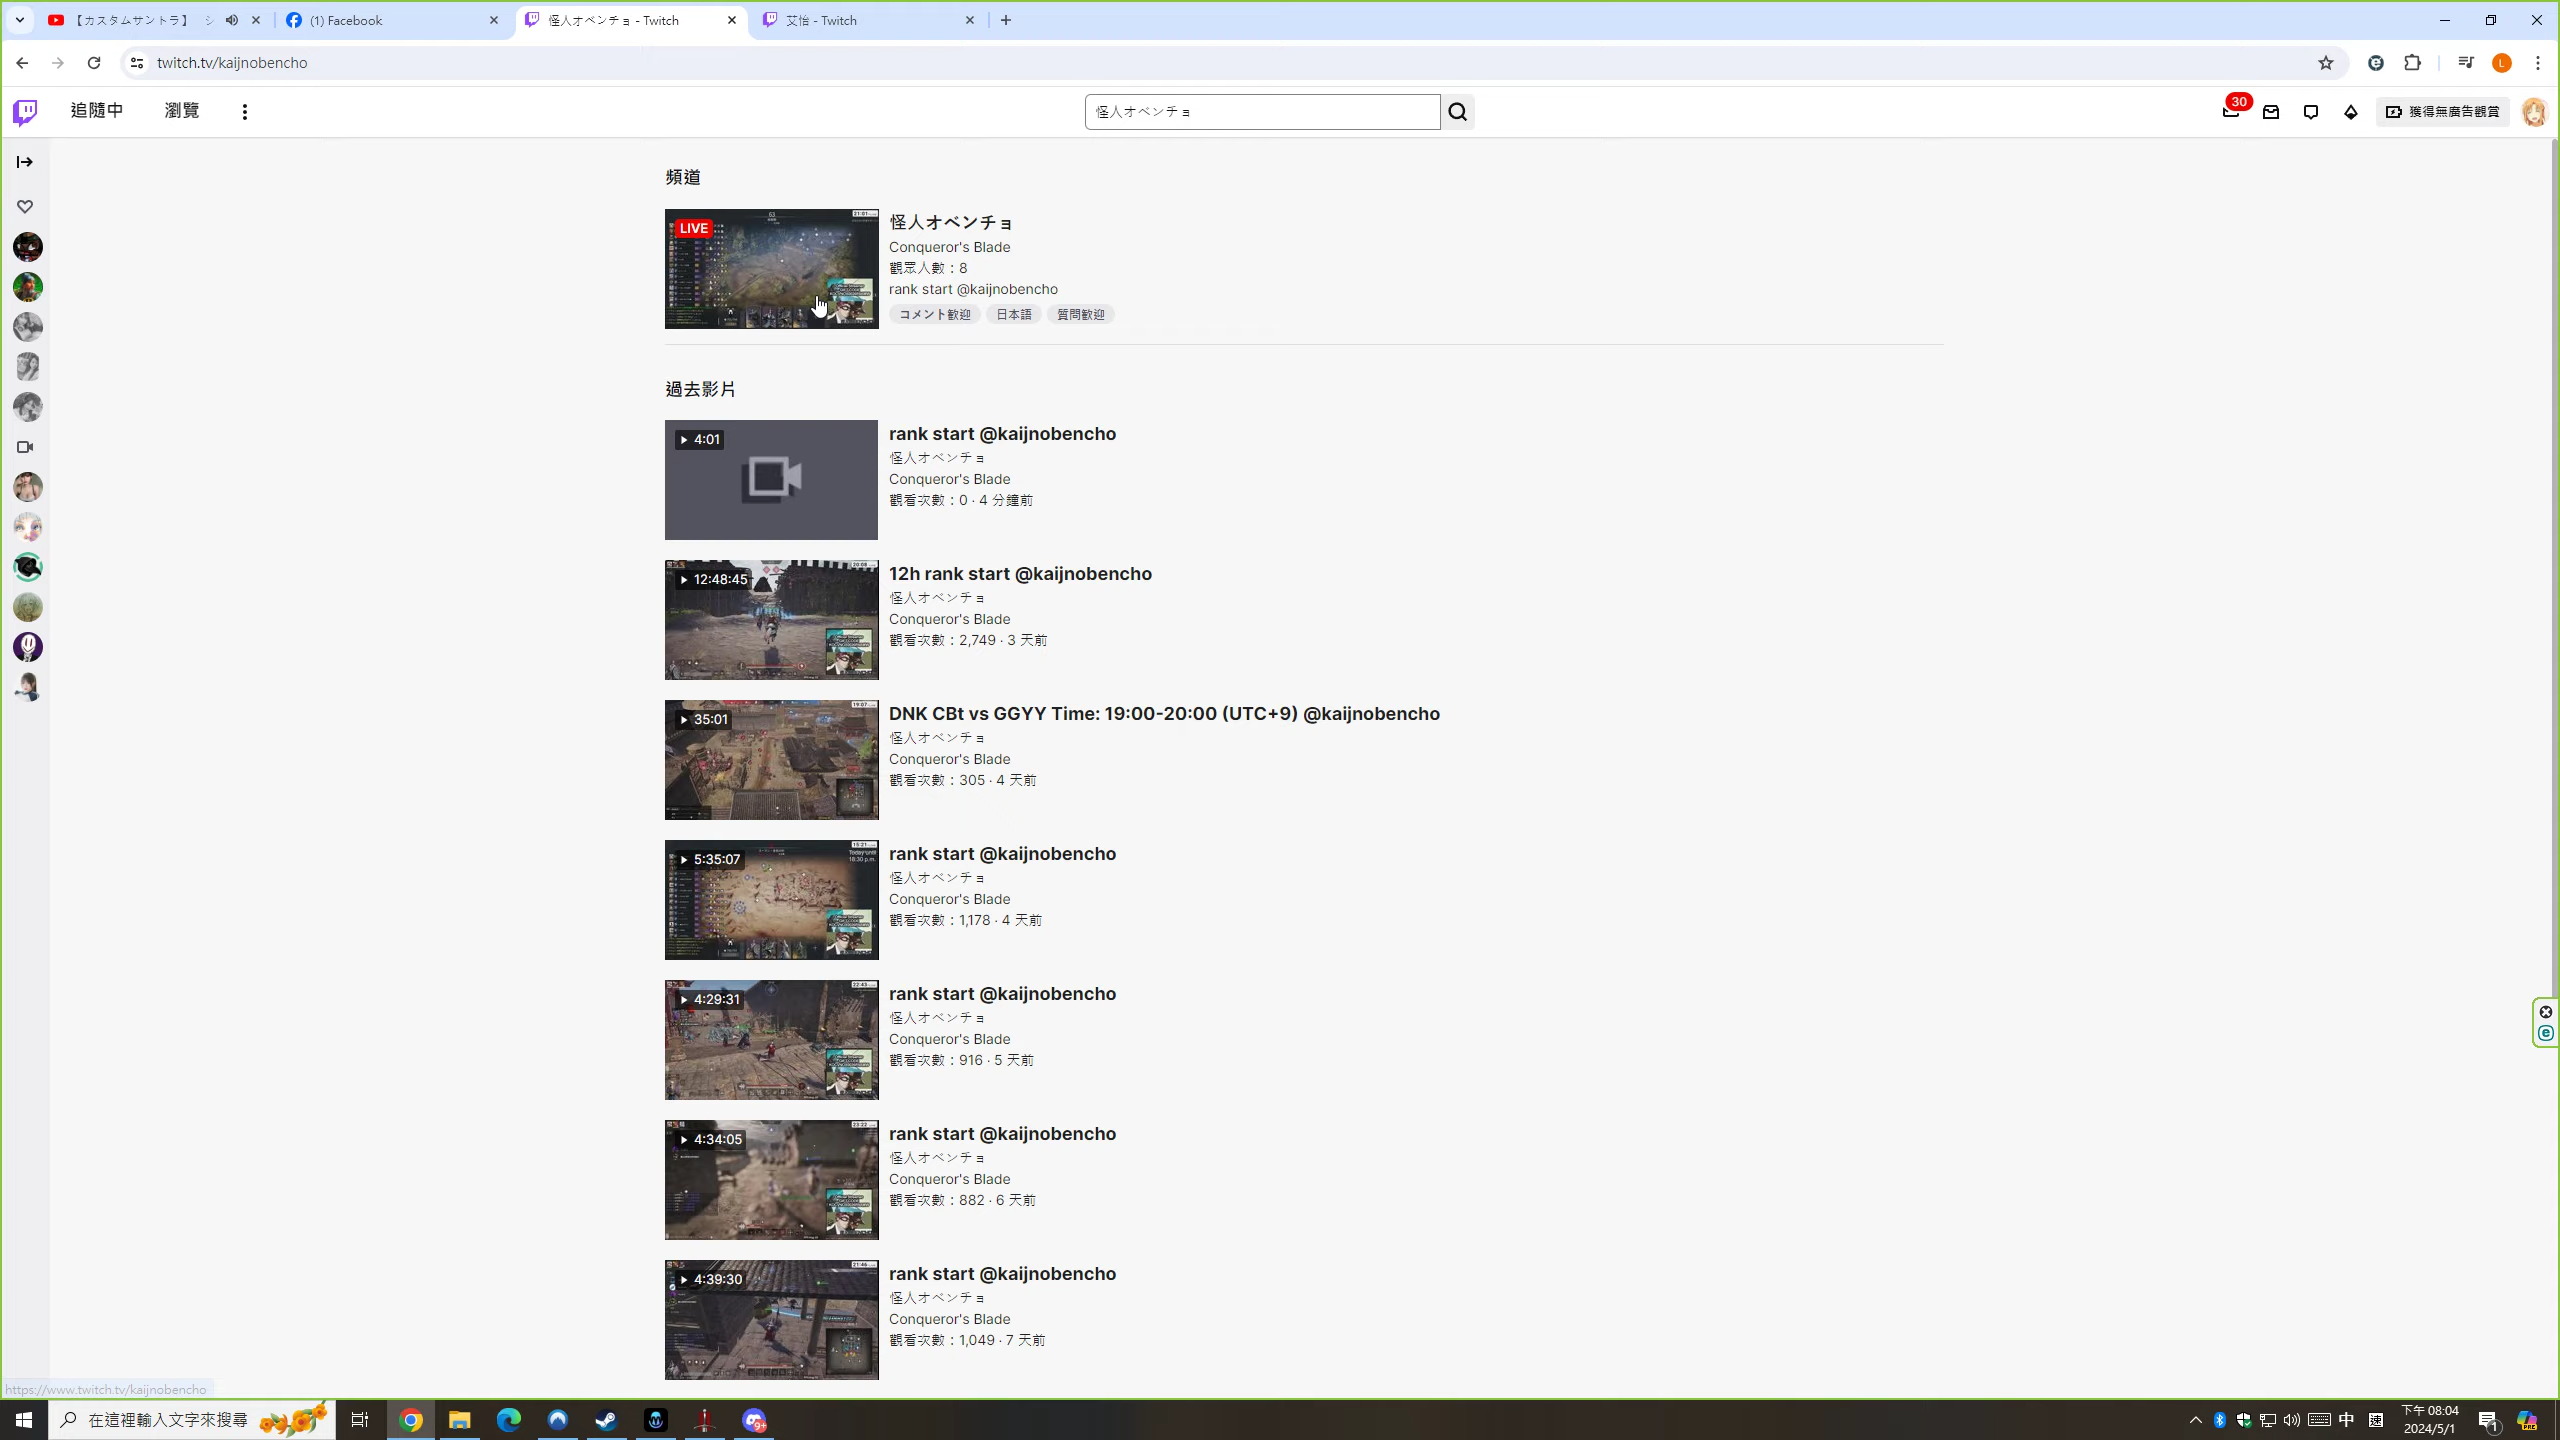 【カスタムサントラ】 シ
(1) Facebook
怪人オベンチョ - Twitch
艾怡 - Twitch
twitch.tv/kaijnobencho
L
追隨中
瀏覽
怪人オベンチョ
30
獲得無廣告觀賞
頻道
LIVE
怪人オベンチョ
Conqueror's Blade
觀眾人數：8
rank start @kaijnobencho
コメント歓迎 日本語 質問歓迎
過去影片
4:01
rank start @kaijnobencho
怪人オベンチョ
Conqueror's Blade
觀看次數：0 · 4 分鐘前
12:48:45
12h rank start @kaijnobencho
怪人オベンチョ
Conqueror's Blade
觀看次數：2,749 · 3 天前
35:01
DNK CBt vs GGYY Time: 19:00-20:00 (UTC+9) @kaijnobencho
怪人オベンチョ
Conqueror's Blade
觀看次數：305 · 4 天前
5:35:07
rank start @kaijnobencho
怪人オベンチョ
Conqueror's Blade
觀看次數：1,178 · 4 天前
4:29:31
rank start @kaijnobencho
怪人オベンチョ
Conqueror's Blade
觀看次數：916 · 5 天前
4:34:05
rank start @kaijnobencho
怪人オベンチョ
Conqueror's Blade
觀看次數：882 · 6 天前
4:39:30
rank start @kaijnobencho
怪人オベンチョ
Conqueror's Blade
觀看次數：1,049 · 7 天前
https://www.twitch.tv/kaijnobencho
在這裡輸入文字來搜尋
9+
中
下午 08:04
2024/5/1
1